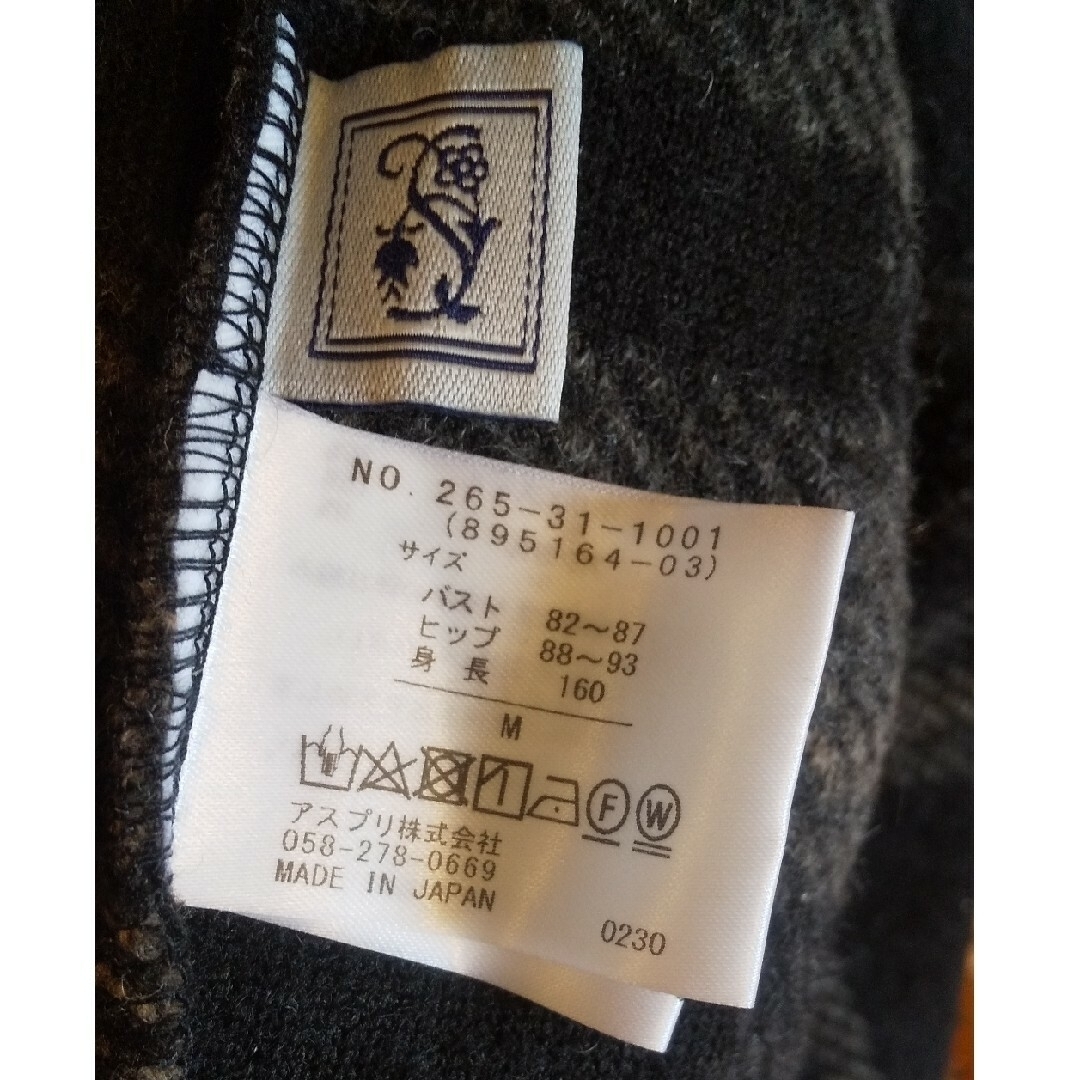 NO. 265-31-1001
(895164-03)
サイズ
バスト 82～87
ヒップ 88～93
身長 160
M
F W
アスプリ株式会社
058-278-0669
MADE IN JAPAN
0230